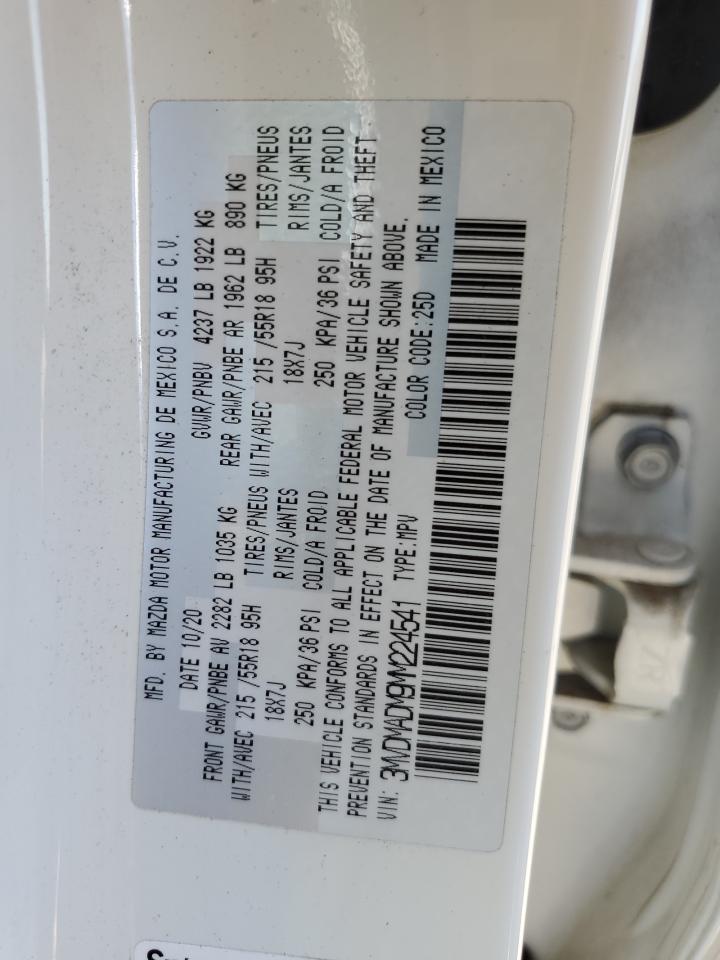 MFD. BY MAZDA MOTOR MANUFACTURING DE MEXICO S.A. DE C.V.
DATE 10/20 GVWR/PNBV 4237 LB 1922 KG
FRONT GAWR/PNBE AV 2282 LB 1035 KG REAR GAWR/PNBE AR 1962 LB 890 KG
WITH/AVEC 215 /55R18 95H TIRES/PNEUS WITH/AVEC 215 /55R18 95H TIRES/PNEUS
18X7J RIMS/JANTES 18X7J RIMS/JANTES
250 KPA/36 PSI COLD/A FROID 250 KPA/36 PSI COLD/A FROID
THIS VEHICLE CONFORMS TO ALL APPLICABLE FEDERAL MOTOR VEHICLE SAFETY AND THEFT
PREVENTION STANDARDS IN EFFECT ON THE DATE OF MANUFACTURE SHOWN ABOVE.
VIN: 3MVDMADM9MM224541 TYPE:MPV COLOR CODE:25D MADE IN MEXICO